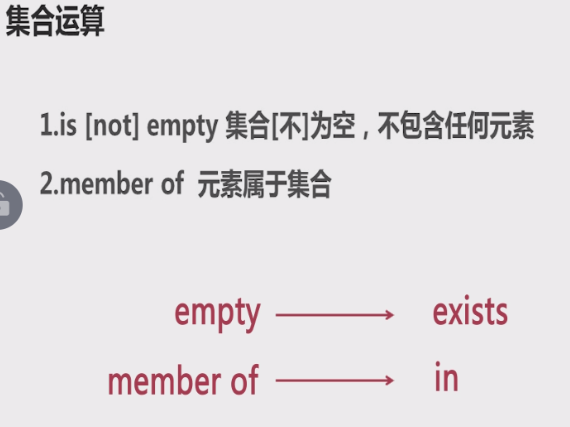 集合运算
1.is [not] empty 集合[不]为空，不包含任何元素
2.member of 元素属于集合
empty → exists
member of → in